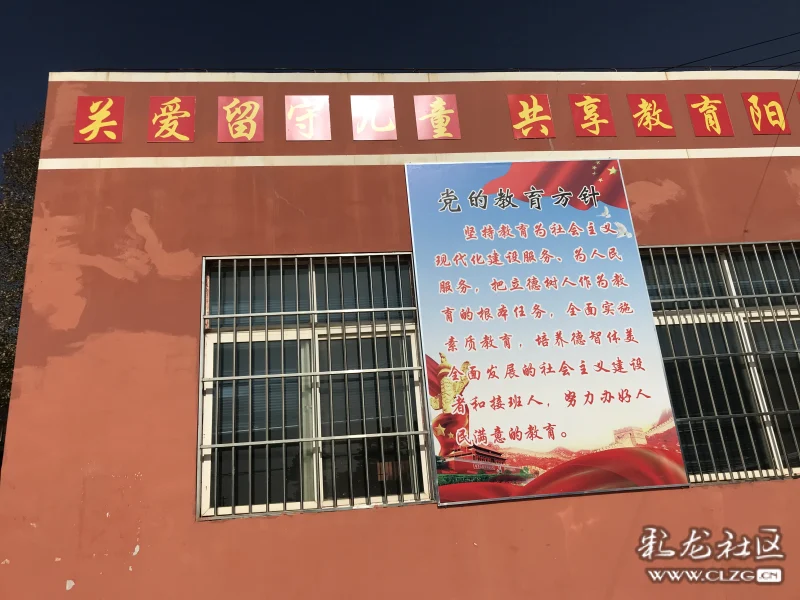 关爱留守儿童 共享教育阳
党的教育方针
坚持教育为社会主义
现代化建设服务、为人民
服务，把立德树人作为教
育的根本任务，全面实施
素质教育，培养德智体美
全面发展的社会主义建设
者和接班人，努力办好人
民满意的教育。
彩龙社区
WWW.CLZG.CN